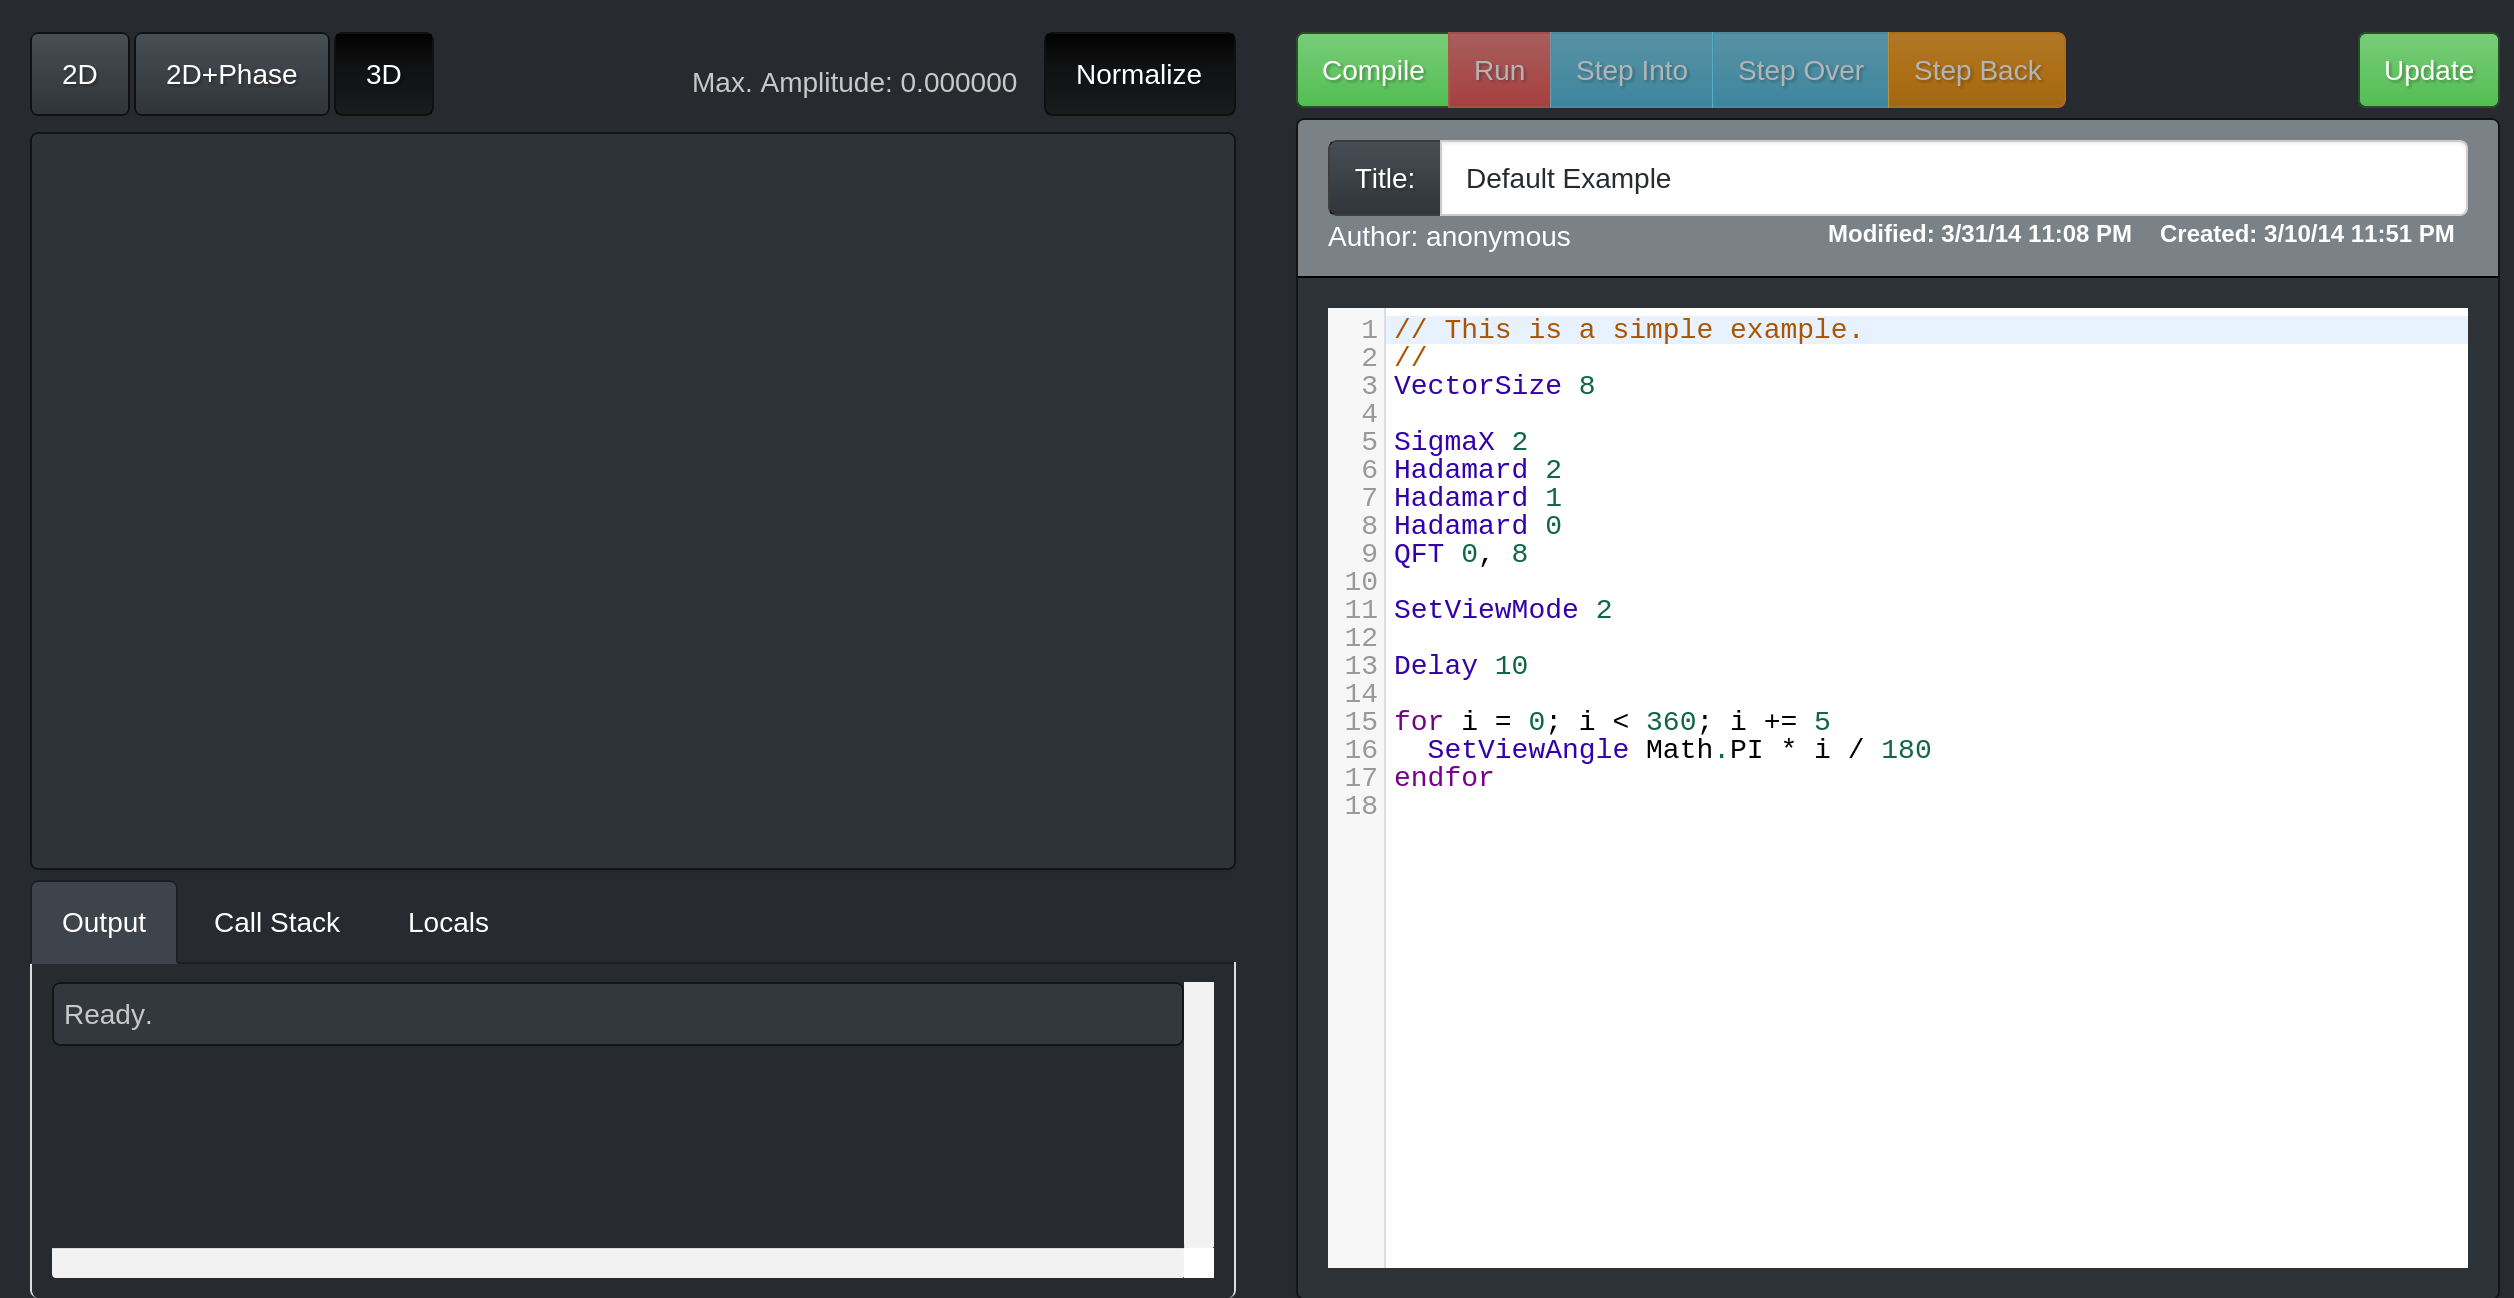 2D 2D+Phase 3D Max. Amplitude: 0.000000 Normalize
Output Call Stack Locals
Ready.
Compile Run Step Into Step Over Step Back Update
Title: Default Example
Author: anonymous Modified: 3/31/14 11:08 PM Created: 3/10/14 11:51 PM
1 // This is a simple example.
2 //
3 VectorSize 8
4
5 SigmaX 2
6 Hadamard 2
7 Hadamard 1
8 Hadamard 0
9 QFT 0, 8
10
11 SetViewMode 2
12
13 Delay 10
14
15 for i = 0; i < 360; i += 5
16   SetViewAngle Math.PI * i / 180
17 endfor
18